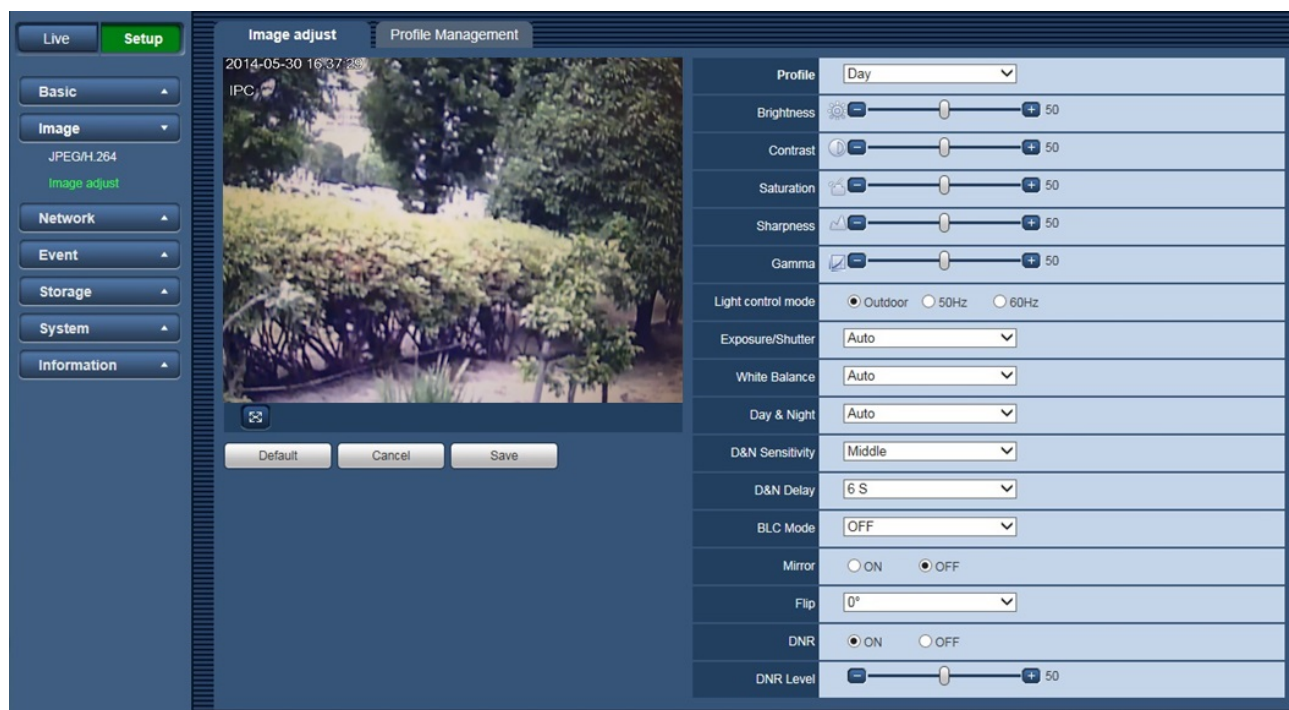 Live Setup
Basic
Image
JPEG/H.264
Image adjust
Network
Event
Storage
System
Information
Image adjust Profile Management
2014-05-30 16:37:29
IPC
Default Cancel Save
Profile Day
Brightness 50
Contrast 50
Saturation 50
Sharpness 50
Gamma 50
Light control mode Outdoor 50Hz 60Hz
Exposure/Shutter Auto
White Balance Auto
Day & Night Auto
D&N Sensitivity Middle
D&N Delay 6 S
BLC Mode OFF
Mirror ON OFF
Flip 0°
DNR ON OFF
DNR Level 50